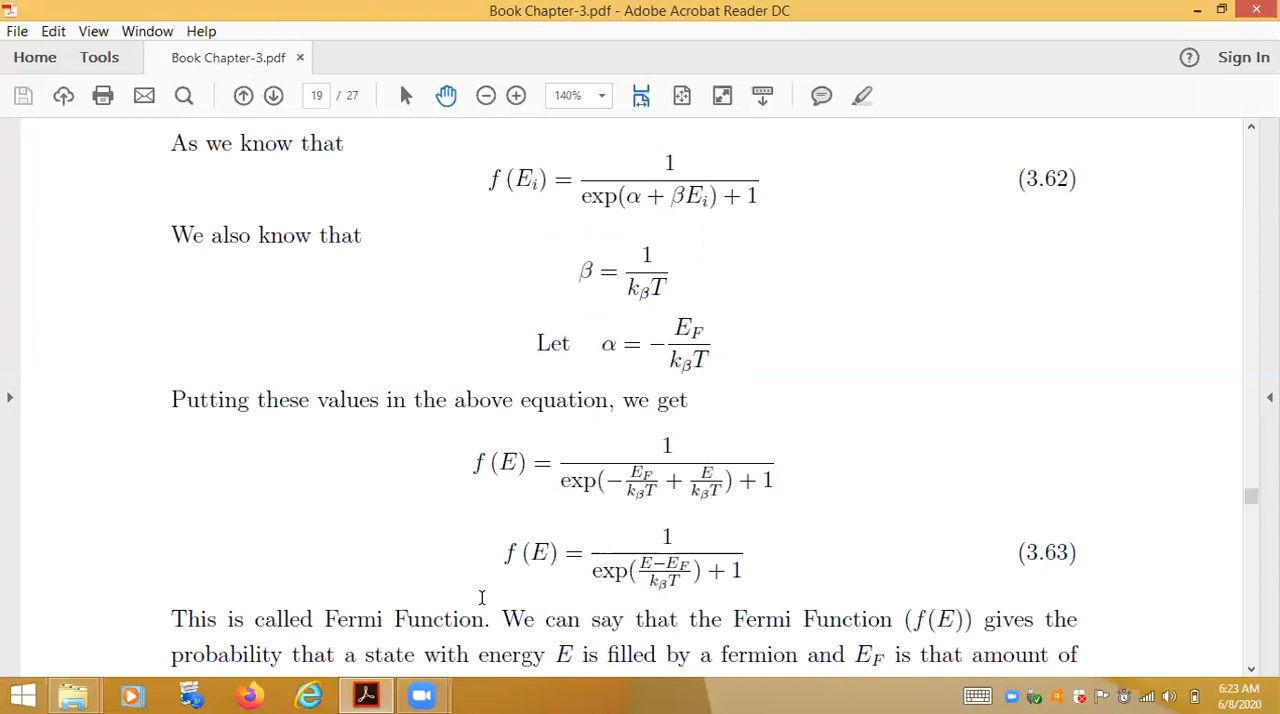 Book Chapter-3.pdf - Adobe Acrobat Reader DC
File Edit View Window Help
Home Tools Book Chapter-3.pdf × Sign In
19 / 27 140%
As we know that
f (E_i) = 1 / (exp(α + βE_i) + 1) (3.62)
We also know that
β = 1 / (k_β T)
Let α = − E_F / (k_β T)
Putting these values in the above equation, we get
f (E) = 1 / (exp(− E_F / (k_β T) + E / (k_β T)) + 1)
f (E) = 1 / (exp((E−E_F) / (k_β T)) + 1) (3.63)
This is called Fermi Function. We can say that the Fermi Function (f(E)) gives the
probability that a state with energy E is filled by a fermion and E_F is that amount of
6:23 AM
6/8/2020